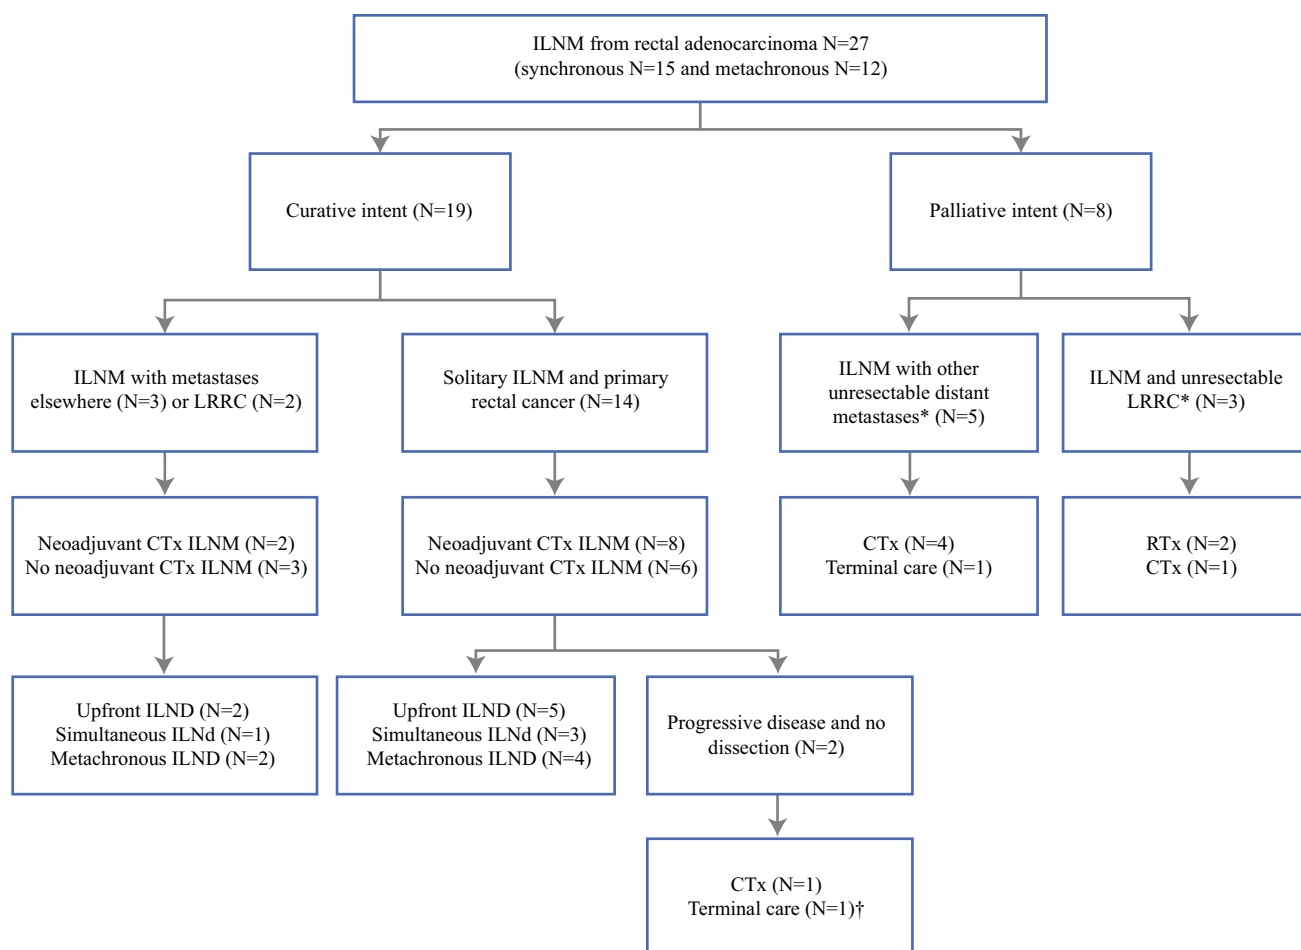 ILNM from rectal adenocarcinoma N=27
(synchronous N=15 and metachronous N=12)
Curative intent (N=19)
Palliative intent (N=8)
ILNM with metastases
elsewhere (N=3) or LRRC (N=2)
Solitary ILNM and primary
rectal cancer (N=14)
ILNM with other
unresectable distant
metastases* (N=5)
ILNM and unresectable
LRRC* (N=3)
Neoadjuvant CTx ILNM (N=2)
No neoadjuvant CTx ILNM (N=3)
Neoadjuvant CTx ILNM (N=8)
No neoadjuvant CTx ILNM (N=6)
CTx (N=4)
Terminal care (N=1)
RTx (N=2)
CTx (N=1)
Upfront ILND (N=2)
Simultaneous ILNd (N=1)
Metachronous ILND (N=2)
Upfront ILND (N=5)
Simultaneous ILNd (N=3)
Metachronous ILND (N=4)
Progressive disease and no
dissection (N=2)
CTx (N=1)
Terminal care (N=1)†